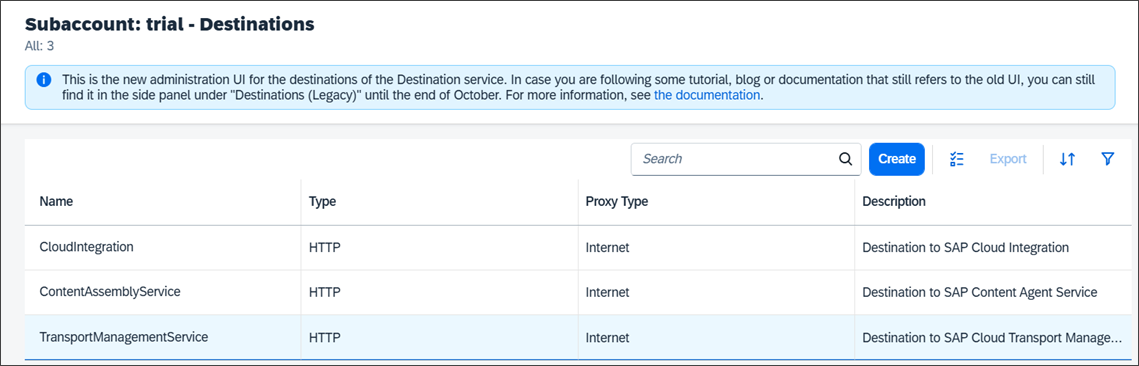 Subaccount: trial - Destinations
All: 3
This is the new administration UI for the destinations of the Destination service. In case you are following some tutorial, blog or documentation that still refers to the old UI, you can still
find it in the side panel under "Destinations (Legacy)" until the end of October. For more information, see the documentation.
Search Create Export
Name Type Proxy Type Description
CloudIntegration HTTP Internet Destination to SAP Cloud Integration
ContentAssemblyService HTTP Internet Destination to SAP Content Agent Service
TransportManagementService HTTP Internet Destination to SAP Cloud Transport Manage...